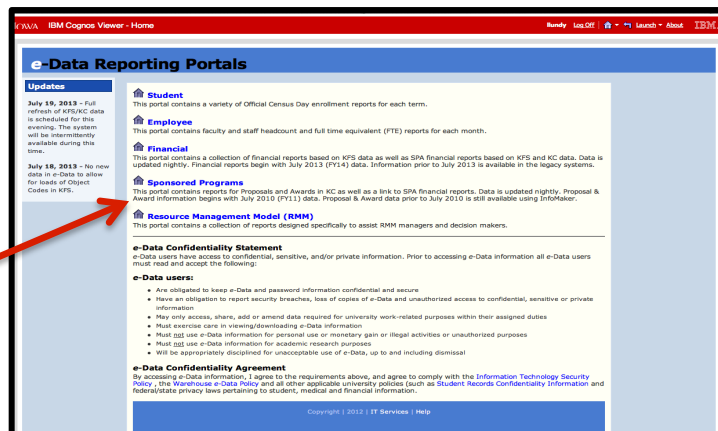 IOWA IBM Cognos Viewer - Home
llundy Log Off Launch About IBM
e-Data Reporting Portals
Updates
July 19, 2013 - Full
refresh of KFS/KC data
is scheduled for this
evening. The system
will be intermittently
available during this
time.
July 18, 2013 - No new
data in e-Data to allow
for loads of Object
Codes in KFS.
Student
This portal contains a variety of Official Census Day enrollment reports for each term.
Employee
This portal contains faculty and staff headcount and full time equivalent (FTE) reports for each month.
Financial
This portal contains a collection of financial reports based on KFS data as well as SPA financial reports based on KFS and KC data. Data is
updated nightly. Financial reports begin with July 2013 (FY14) data. Information prior to July 2013 is available in the legacy systems.
Sponsored Programs
This portal contains reports for Proposals and Awards in KC as well as a link to SPA financial reports. Data is updated nightly. Proposal &
Award information begins with July 2010 (FY11) data. Proposal & Award data prior to July 2010 is still available using InfoMaker.
Resource Management Model (RMM)
This portal contains a collection of reports designed specifically to assist RMM managers and decision makers.
e-Data Confidentiality Statement
e-Data users have access to confidential, sensitive, and/or private information. Prior to accessing e-Data information all e-Data users
must read and accept the following:
e-Data users:
• Are obligated to keep e-Data and password information confidential and secure
• Have an obligation to report security breaches, loss of copies of e-Data and unauthorized access to confidential, sensitive or private
information
• May only access, share, add or amend data required for university work-related purposes within their assigned duties
• Must exercise care in viewing/downloading e-Data information
• Must not use e-Data information for personal use or monetary gain or illegal activities or unauthorized purposes
• Must not use e-Data information for academic research purposes
• Will be appropriately disciplined for unacceptable use of e-Data, up to and including dismissal
e-Data Confidentiality Agreement
By accessing e-Data information, I agree to the requirements above, and agree to comply with the Information Technology Security
Policy , the Warehouse e-Data Policy and all other applicable university policies (such as Student Records Confidentiality Information and
federal/state privacy laws pertaining to student, medical and financial information.
Copyright | 2012 | IT Services | Help